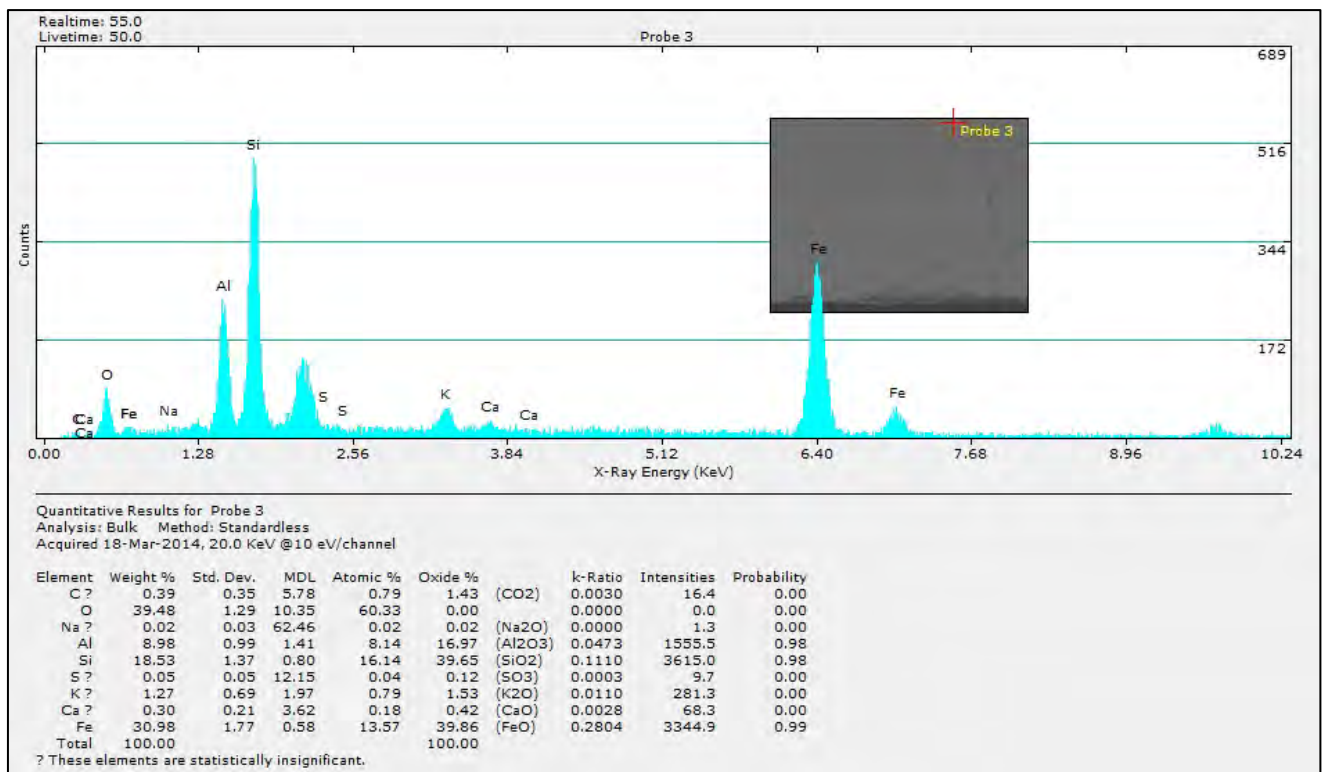 Realtime: 55.0
Livetime: 50.0
Probe 3
689
Probe 3
Si
516
Counts
344
Fe
Al
172
O
K
Fe
S
Ca
Na
Fe
S
Ca
Ca
C
Ca
0.00 1.28 2.56 3.84 5.12 6.40 7.68 8.96 10.24
X-Ray Energy (KeV)
Quantitative Results for Probe 3
Analysis: Bulk Method: Standardless
Acquired 18-Mar-2014, 20.0 KeV @10 eV/channel
Element Weight % Std. Dev. MDL Atomic % Oxide % k-Ratio Intensities Probability
C ? 0.39 0.35 5.78 0.79 1.43 (CO2) 0.0030 16.4 0.00
O 39.48 1.29 10.35 60.33 0.00 0.0000 0.0 0.00
Na ? 0.02 0.03 62.46 0.02 0.02 (Na2O) 0.0000 1.3 0.00
Al 8.98 0.99 1.41 8.14 16.97 (Al2O3) 0.0473 1555.5 0.98
Si 18.53 1.37 0.80 16.14 39.65 (SiO2) 0.1110 3615.0 0.98
S ? 0.05 0.05 12.15 0.04 0.12 (SO3) 0.0003 9.7 0.00
K ? 1.27 0.69 1.97 0.79 1.53 (K2O) 0.0110 281.3 0.00
Ca ? 0.30 0.21 3.62 0.18 0.42 (CaO) 0.0028 68.3 0.00
Fe 30.98 1.77 0.58 13.57 39.86 (FeO) 0.2804 3344.9 0.99
Total 100.00 100.00
? These elements are statistically insignificant.